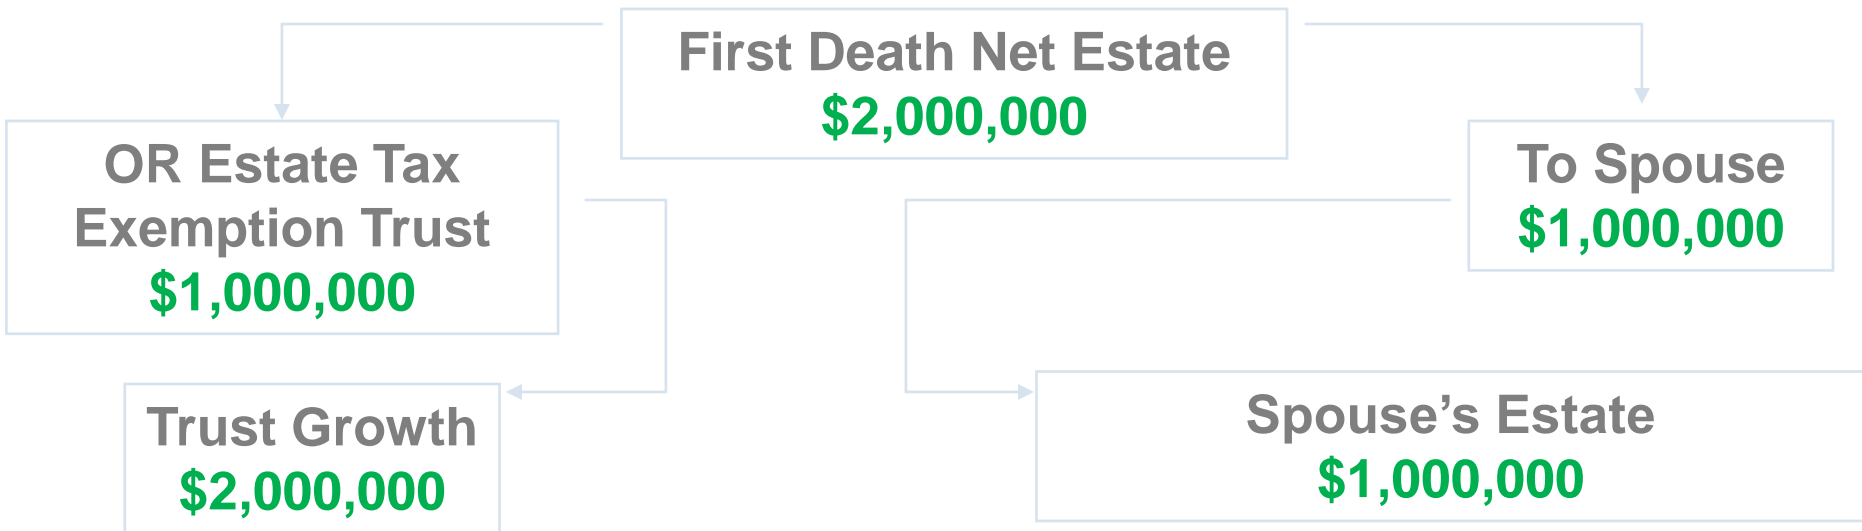 First Death Net Estate
$2,000,000
OR Estate Tax
Exemption Trust
$1,000,000
To Spouse
$1,000,000
Trust Growth
$2,000,000
Spouse’s Estate
$1,000,000